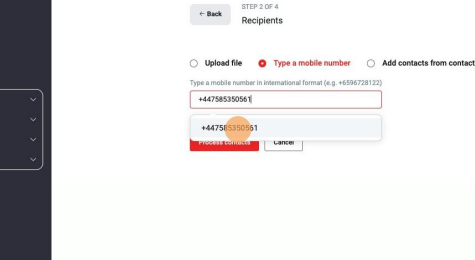 ← Back
STEP 2 OF 4
Recipients
Upload file
Type a mobile number
Add contacts from contact
Type a mobile number in international format (e.g. +6596728122)
+447585350561
+447585350561
Process contacts
Cancel